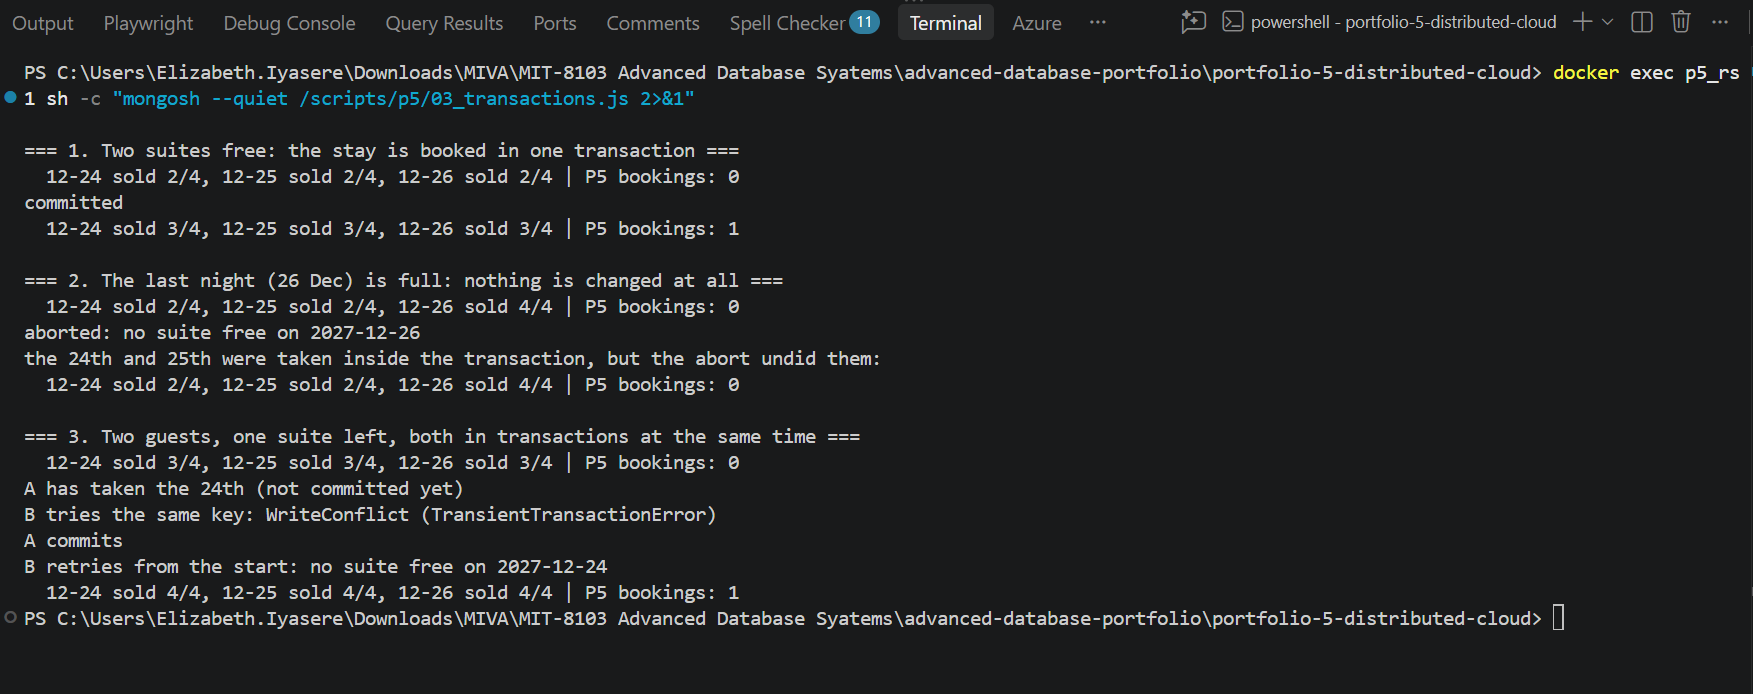 Output Playwright Debug Console Query Results Ports Comments Spell Checker 11 Terminal Azure ··· powershell - portfolio-5-distributed-cloud ···
PS C:\Users\Elizabeth.Iyasere\Downloads\MIVA\MIT-8103 Advanced Database Syatems\advanced-database-portfolio\portfolio-5-distributed-cloud> docker exec p5_rs
1 sh -c "mongosh --quiet /scripts/p5/03_transactions.js 2>&1"
=== 1. Two suites free: the stay is booked in one transaction ===
12-24 sold 2/4, 12-25 sold 2/4, 12-26 sold 2/4 | P5 bookings: 0
committed
12-24 sold 3/4, 12-25 sold 3/4, 12-26 sold 3/4 | P5 bookings: 1
=== 2. The last night (26 Dec) is full: nothing is changed at all ===
12-24 sold 2/4, 12-25 sold 2/4, 12-26 sold 4/4 | P5 bookings: 0
aborted: no suite free on 2027-12-26
the 24th and 25th were taken inside the transaction, but the abort undid them:
12-24 sold 2/4, 12-25 sold 2/4, 12-26 sold 4/4 | P5 bookings: 0
=== 3. Two guests, one suite left, both in transactions at the same time ===
12-24 sold 3/4, 12-25 sold 3/4, 12-26 sold 3/4 | P5 bookings: 0
A has taken the 24th (not committed yet)
B tries the same key: WriteConflict (TransientTransactionError)
A commits
B retries from the start: no suite free on 2027-12-24
12-24 sold 4/4, 12-25 sold 4/4, 12-26 sold 4/4 | P5 bookings: 1
PS C:\Users\Elizabeth.Iyasere\Downloads\MIVA\MIT-8103 Advanced Database Syatems\advanced-database-portfolio\portfolio-5-distributed-cloud>